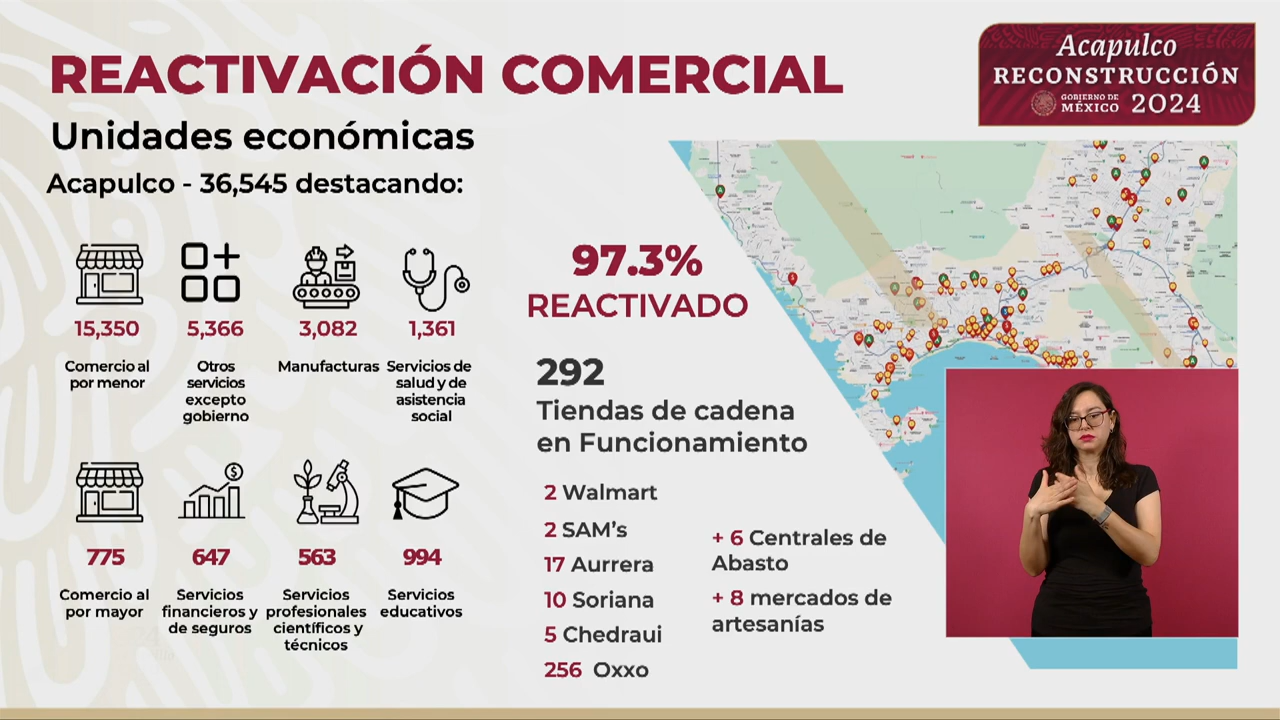 REACTIVACIÓN COMERCIAL
Acapulco
RECONSTRUCCIÓN
GOBIERNO DE
MÉXICO 2024
Unidades económicas
Acapulco - 36,545 destacando:
15,350
Comercio al
por menor
5,366
Otros
servicios
excepto
gobierno
3,082
Manufacturas
1,361
Servicios de
salud y de
asistencia
social
775
Comercio al
por mayor
647
Servicios
financieros y
de seguros
563
Servicios
profesionales
científicos y
técnicos
994
Servicios
educativos
97.3%
REACTIVADO
292
Tiendas de cadena
en Funcionamiento
2 Walmart
2 SAM's
17 Aurrera
10 Soriana
5 Chedraui
256 Oxxo
+ 6 Centrales de
Abasto
+ 8 mercados de
artesanías